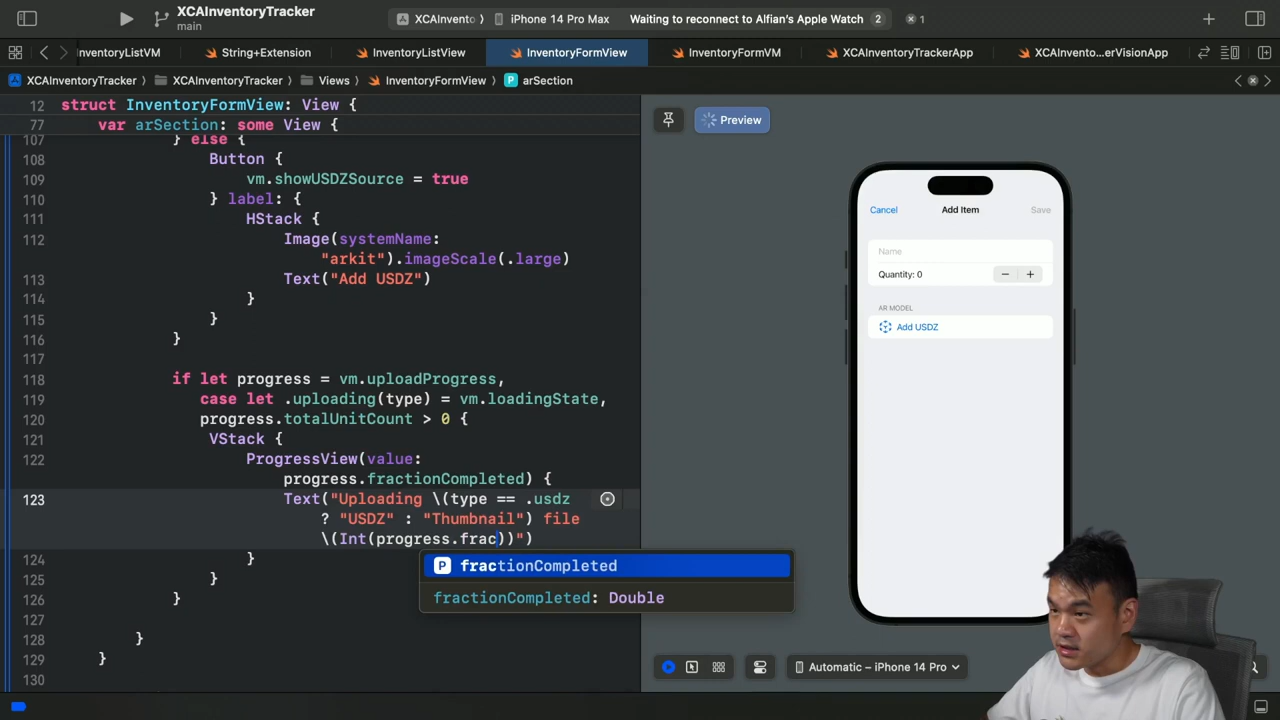 XCAInventoryTracker
main
XCAInvento
iPhone 14 Pro Max
Waiting to reconnect to Alfian's Apple Watch
2
1
nventoryListVM
String+Extension
InventoryListView
InventoryFormView
InventoryFormVM
XCAInventoryTrackerApp
XCAInvento...erVisionApp
XCAInventoryTracker
XCAInventoryTracker
Views
InventoryFormView
P arSection
12 struct InventoryFormView: View {
77 var arSection: some View {
107 } else {
108 Button {
109 vm.showUSDZSource = true
110 } label: {
111 HStack {
112 Image(systemName:
"arkit").imageScale(.large)
113 Text("Add USDZ")
114 }
115 }
116 }
117
118 if let progress = vm.uploadProgress,
119 case let .uploading(type) = vm.loadingState,
120 progress.totalUnitCount > 0 {
121 VStack {
122 ProgressView(value:
progress.fractionCompleted) {
123 Text("Uploading \(type == .usdz
? "USDZ" : "Thumbnail") file
\(Int(progress.frac))")
124 }
125 }
126 }
127
128 }
129 }
130
P fractionCompleted
fractionCompleted: Double
Preview
Cancel
Add Item
Save
Name
Quantity: 0
AR MODEL
Add USDZ
Automatic – iPhone 14 Pro